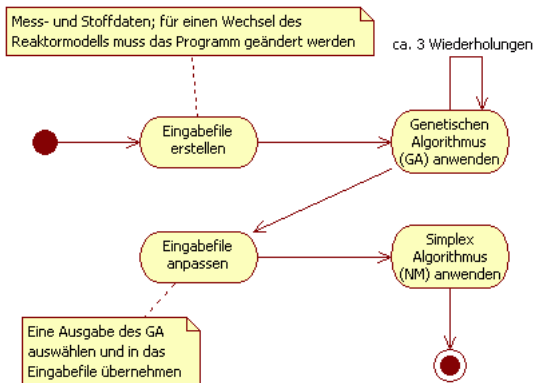 Mess- und Stoffdaten; für einen Wechsel des
Reaktormodells muss das Programm geändert werden
ca. 3 Wiederholungen
Eingabefile
erstellen
Genetischen
Algorithmus
(GA) anwenden
Eingabefile
anpassen
Simplex
Algorithmus
(NM) anwenden
Eine Ausgabe des GA
auswählen und in das
Eingabefile übernehmen